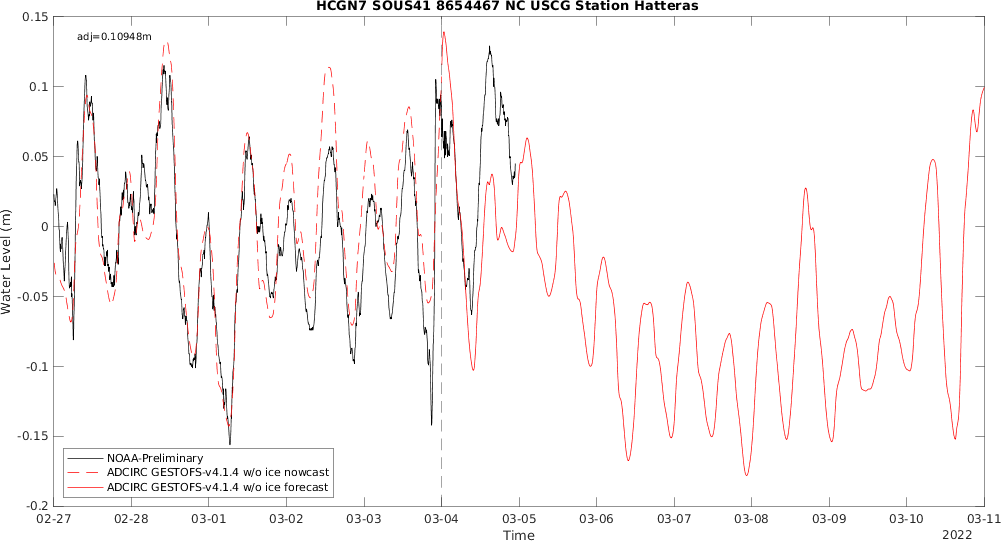 HCGN7 SOUS41 8654467 NC USCG Station Hatteras
adj=0.10948m
Water Level (m)
0.15
0.1
0.05
0
-0.05
-0.1
-0.15
-0.2
NOAA-Preliminary
ADCIRC GESTOFS-v4.1.4 w/o ice nowcast
ADCIRC GESTOFS-v4.1.4 w/o ice forecast
02-27 02-28 03-01 03-02 03-03 03-04 03-05 03-06 03-07 03-08 03-09 03-10 03-11
Time
2022